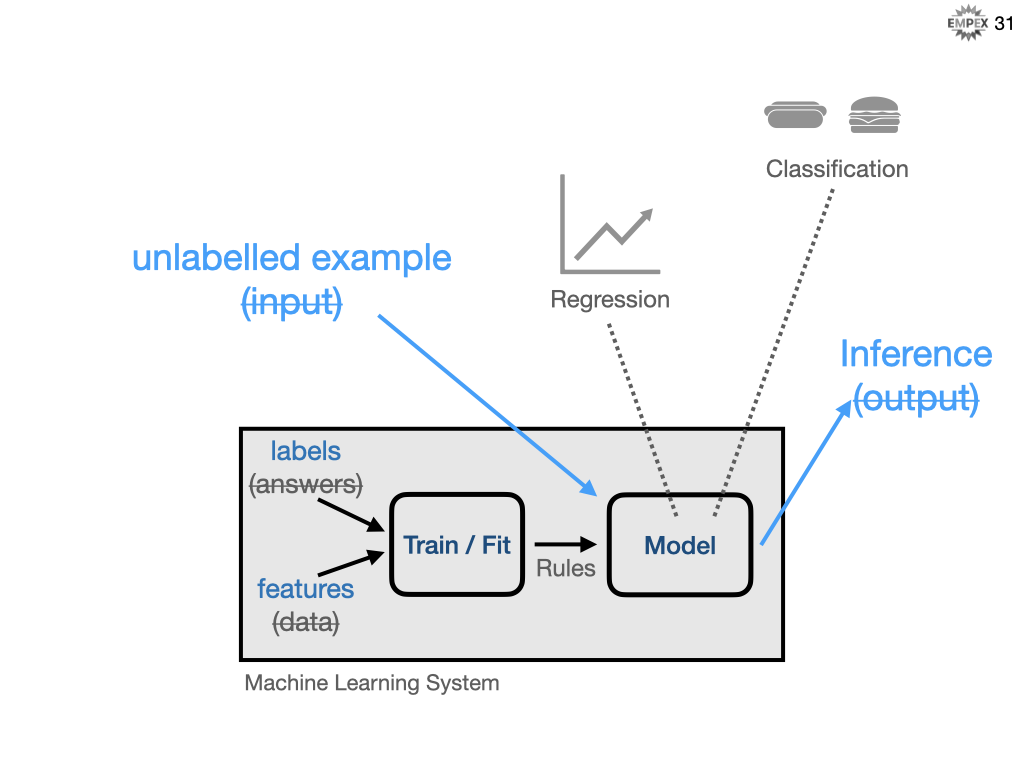 EMPEX 31
Classification
Regression
unlabelled example
(input)
Inference
(output)
labels
(answers)
Train / Fit
Rules
Model
features
(data)
Machine Learning System